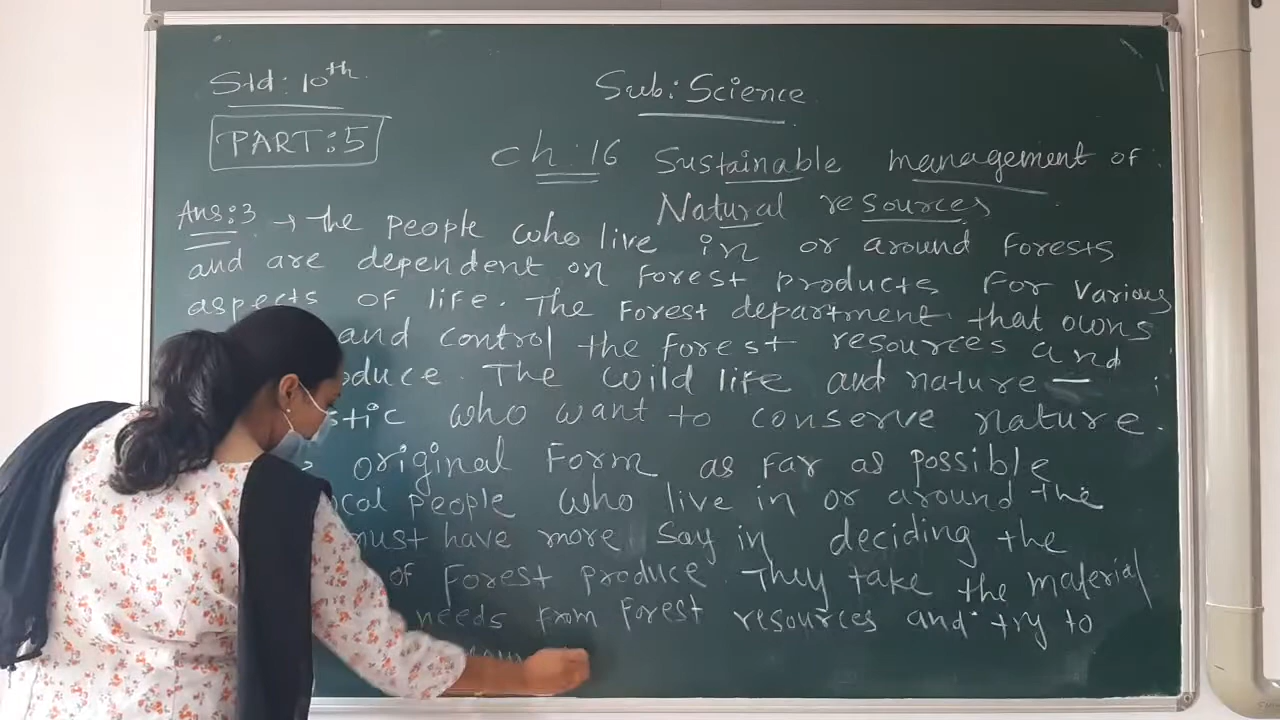 Std: 10th.
Sub: Science
PART: 5
Ch: 16 Sustainable management of
Natural resources
Ans: 3 → The people who live in or around forests
and are dependent on forest products for various
aspects of life. The forest department that owns
and control the forest resources and
oduce. The wild life and nature -
stic who want to conserve nature.
original form as far as possible
cal people who live in or around the
must have more say in deciding the
of forest produce. They take the material
needs from forest resources and try to